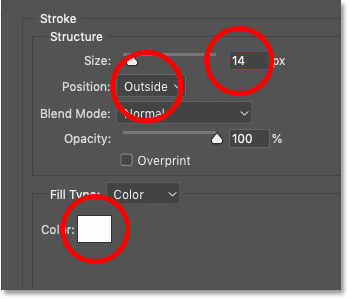 Stroke
Structure
Size: 14 px
Position: Outside
Blend Mode: Normal
Opacity: 100 %
Overprint
Fill Type: Color
Color: